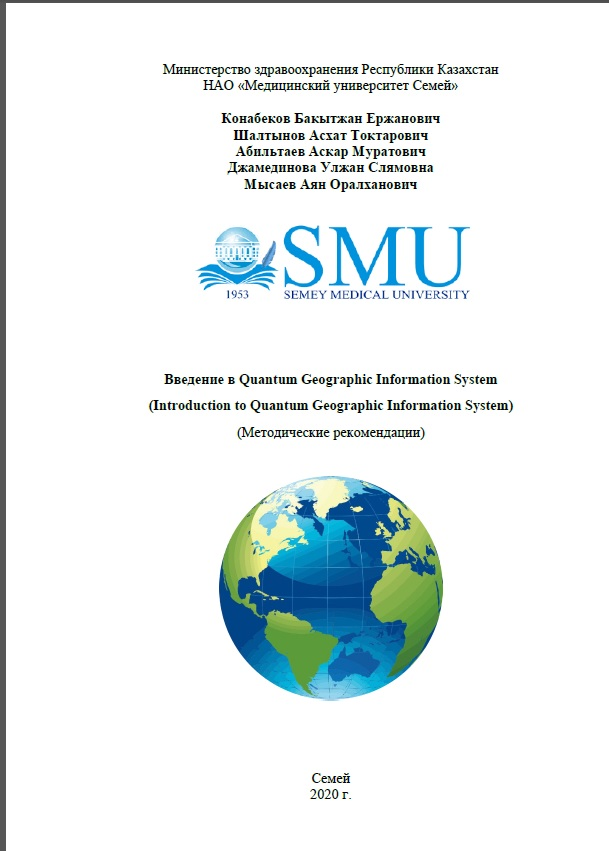 Министерство здравоохранения Республики Казахстан
НАО «Медицинский университет Семей»
Конабеков Бакытжан Ержанович
Шалтынов Асхат Токтарович
Абильтаев Аскар Муратович
Джамединова Улжан Слямовна
Мысаев Аян Оралханович
SMU
1953
SEMEY MEDICAL UNIVERSITY
Введение в Quantum Geographic Information System
(Introduction to Quantum Geographic Information System)
(Методические рекомендации)
Семей
2020 г.